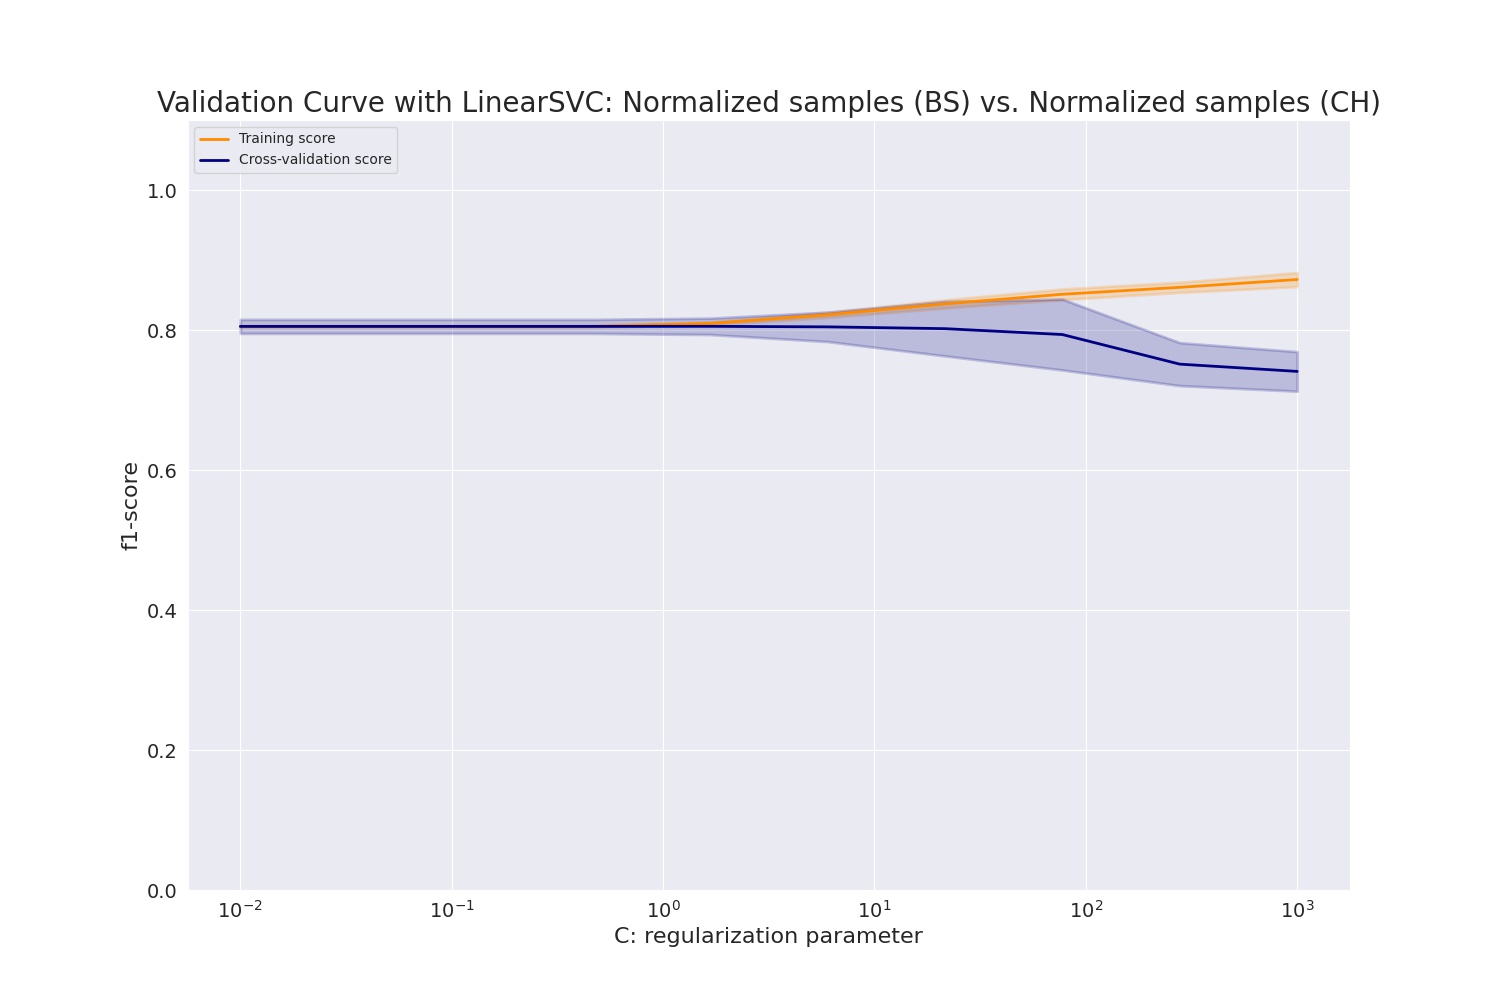 Validation Curve with LinearSVC: Normalized samples (BS) vs. Normalized samples (CH)
Training score
Cross-validation score
1.0
0.8
0.6
0.4
0.2
0.0
f1-score
10⁻² 10⁻¹ 10⁰ 10¹ 10² 10³
C: regularization parameter